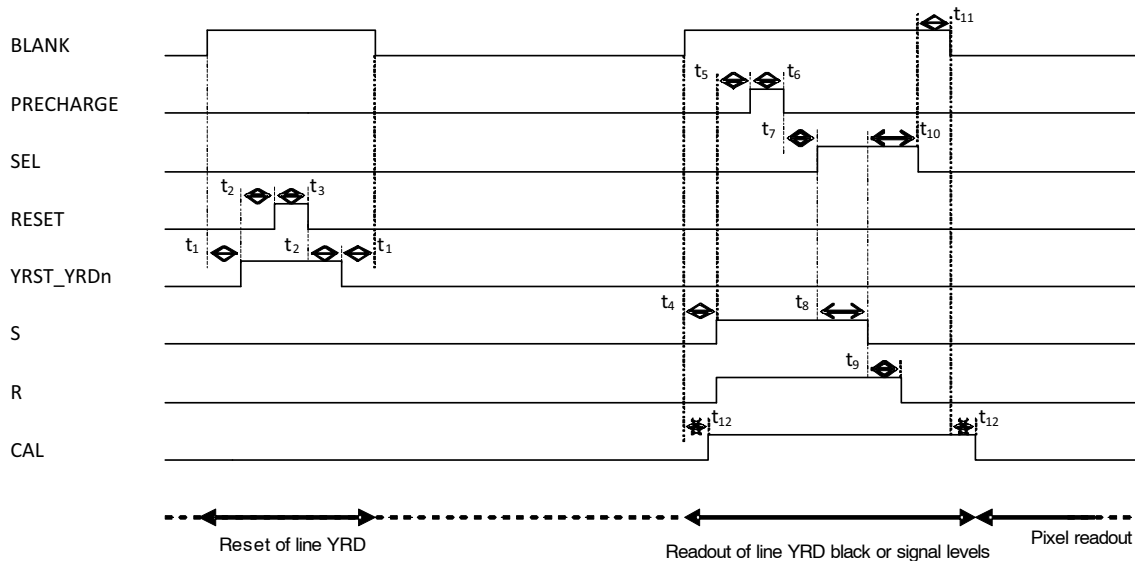 t11
BLANK
t5 t6
PRECHARGE
t7 t10
SEL
t2 t3
RESET
t1 t2 t1
YRST_YRDn
t4 t8
S
t9
R
t12 t12
CAL
Reset of line YRD
Readout of line YRD black or signal levels
Pixel readout